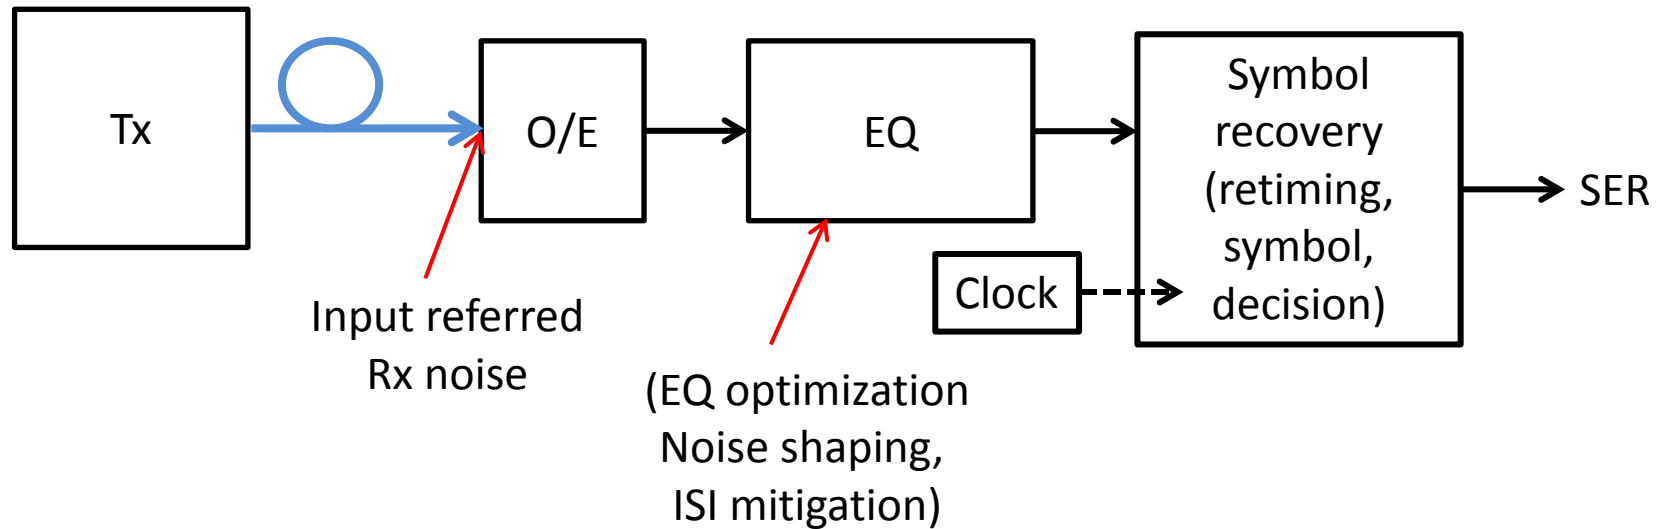 Tx
O/E
EQ
Symbol
recovery
(retiming,
symbol,
decision)
SER
Clock
Input referred
Rx noise
(EQ optimization
Noise shaping,
ISI mitigation)